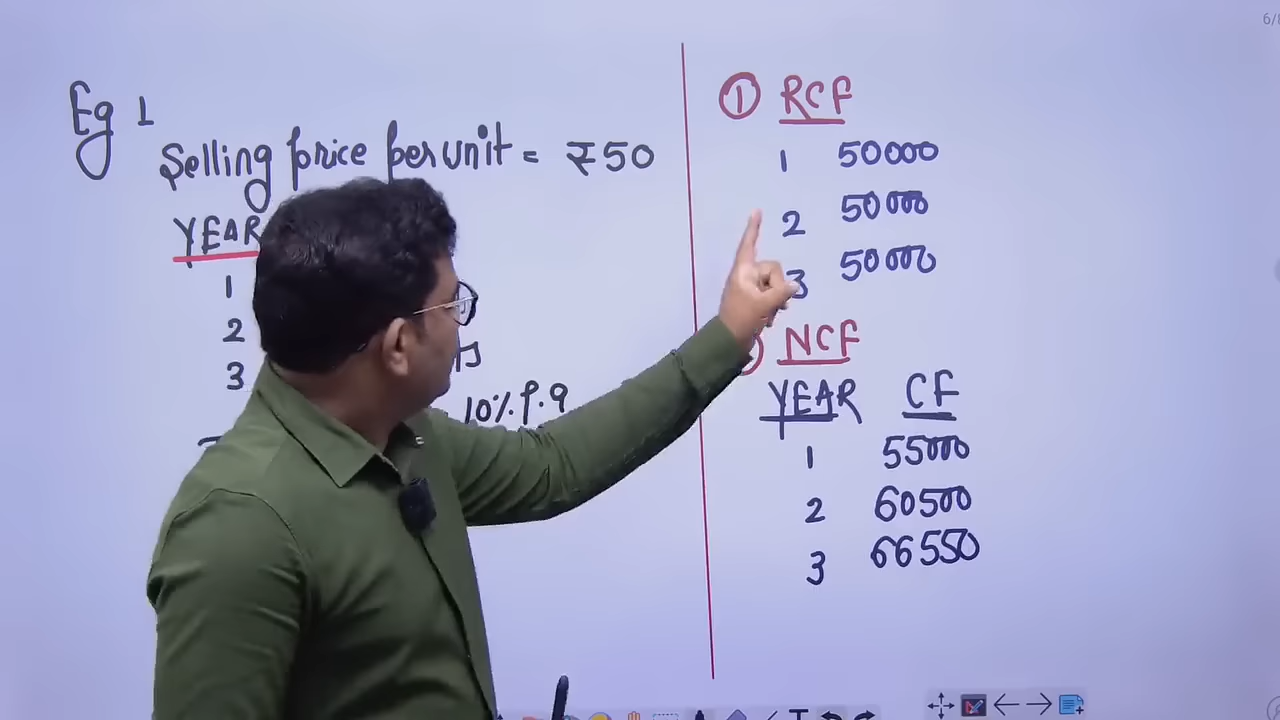 Eg 1
Selling price per unit = ₹50
YEAR
1
2
3
10% p.a
① RCF
1 50000
2 50000
3 50000
NCF
YEAR CF
1 55000
2 60500
3 66550